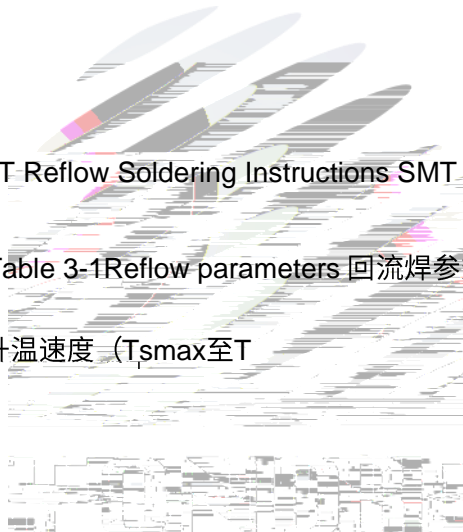 T Reflow Soldering Instructions SMT
Table 3-1Reflow parameters 回流焊参
升温速度（Tsmax至T